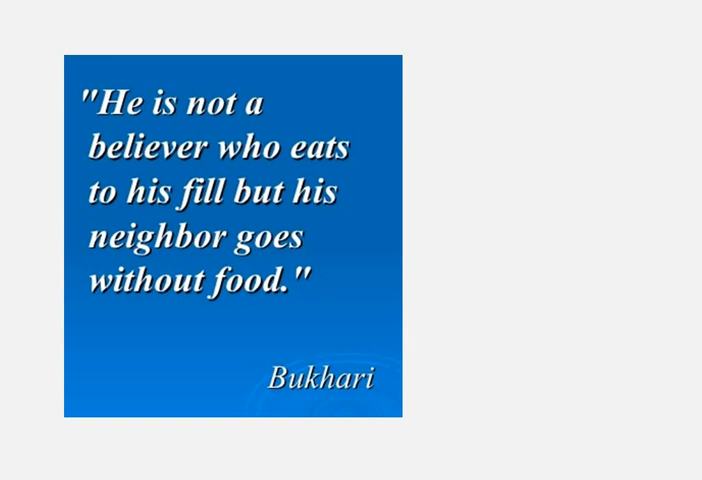 "He is not a
believer who eats
to his fill but his
neighbor goes
without food."
Bukhari